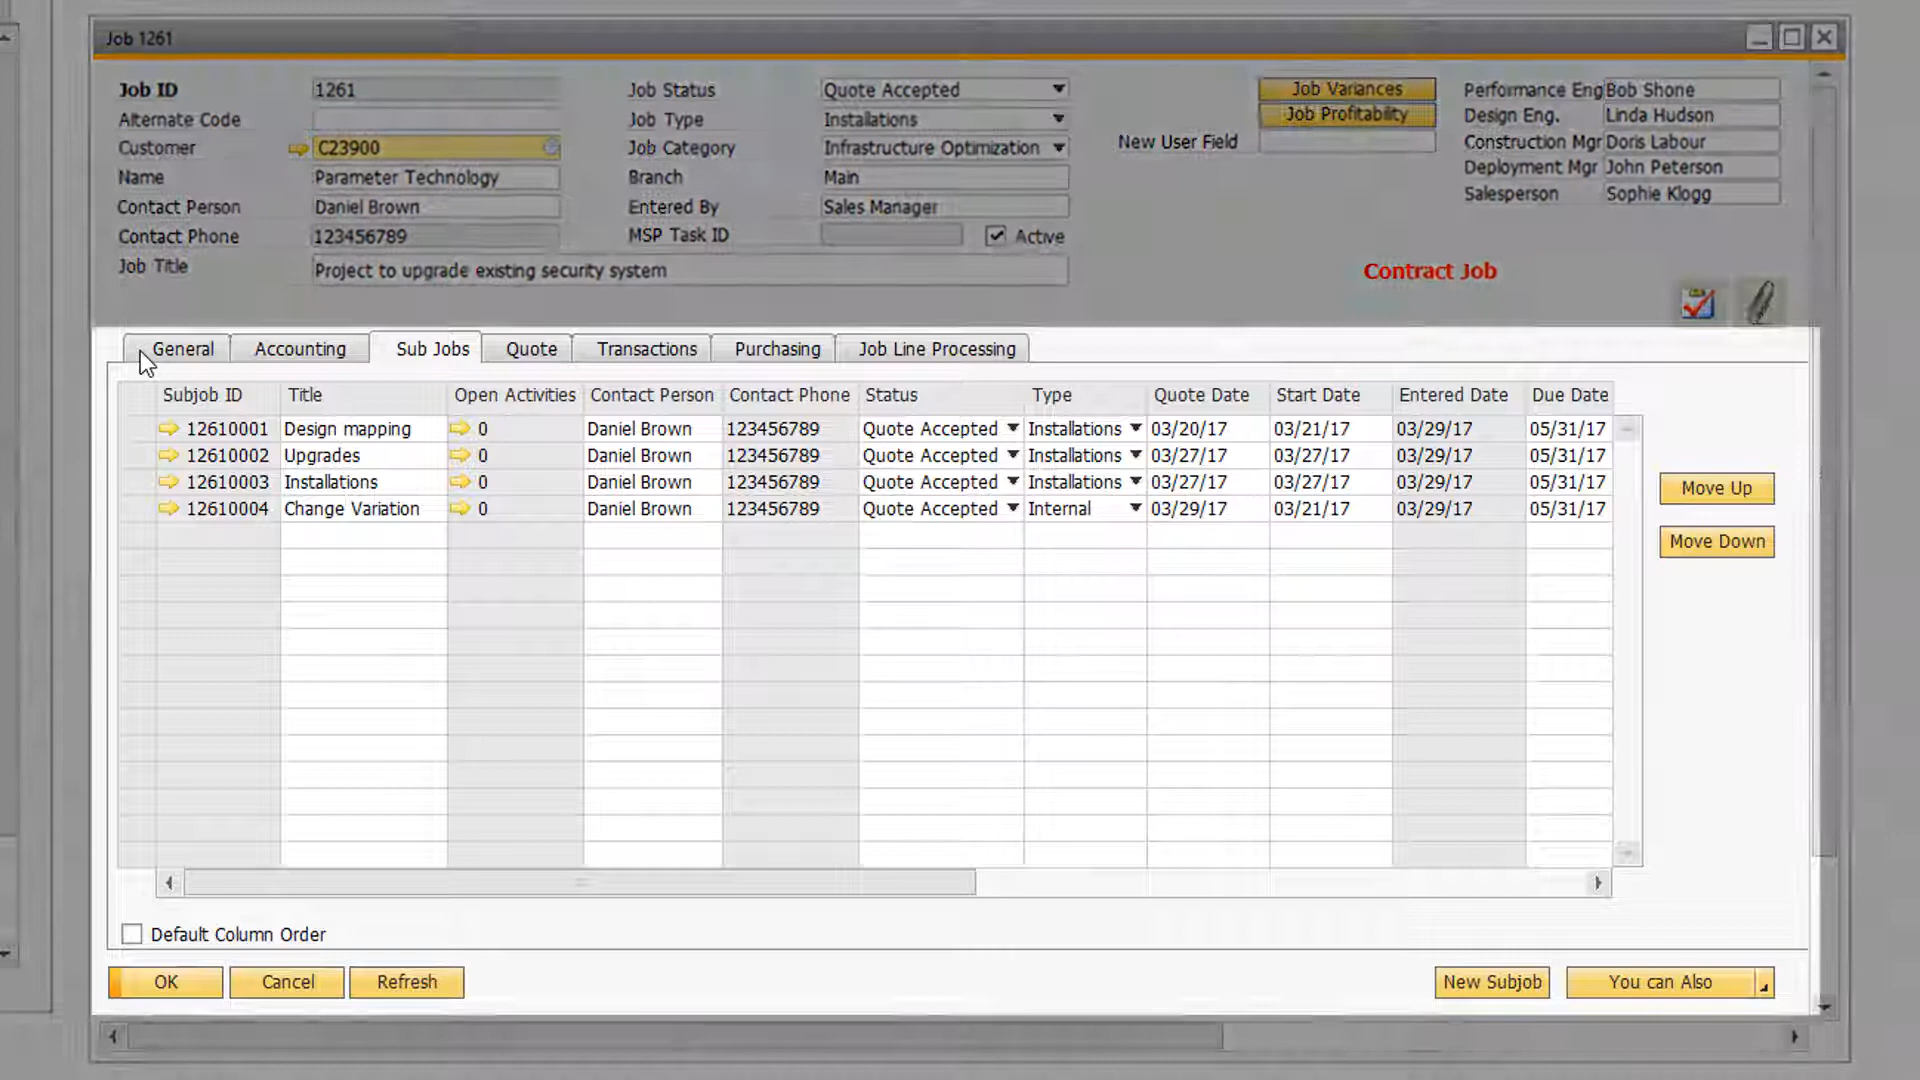 Job 1261
Job ID 1261 Job Status Quote Accepted Job Variances Performance Eng Bob Shone
Alternate Code Job Type Installations Job Profitability Design Eng. Linda Hudson
Customer C23900 Job Category Infrastructure Optimization New User Field Construction Mgr Doris Labour
Name Parameter Technology Branch Main Deployment Mgr John Peterson
Contact Person Daniel Brown Entered By Sales Manager Salesperson Sophie Klogg
Contact Phone 123456789 MSP Task ID Active
Job Title Project to upgrade existing security system Contract Job
General Accounting Sub Jobs Quote Transactions Purchasing Job Line Processing
Subjob ID Title Open Activities Contact Person Contact Phone Status Type Quote Date Start Date Entered Date Due Date
12610001 Design mapping 0 Daniel Brown 123456789 Quote Accepted Installations 03/20/17 03/21/17 03/29/17 05/31/17
12610002 Upgrades 0 Daniel Brown 123456789 Quote Accepted Installations 03/27/17 03/27/17 03/29/17 05/31/17
12610003 Installations 0 Daniel Brown 123456789 Quote Accepted Installations 03/27/17 03/27/17 03/29/17 05/31/17
12610004 Change Variation 0 Daniel Brown 123456789 Quote Accepted Internal 03/29/17 03/21/17 03/29/17 05/31/17
Move Up
Move Down
Default Column Order
OK Cancel Refresh New Subjob You can Also